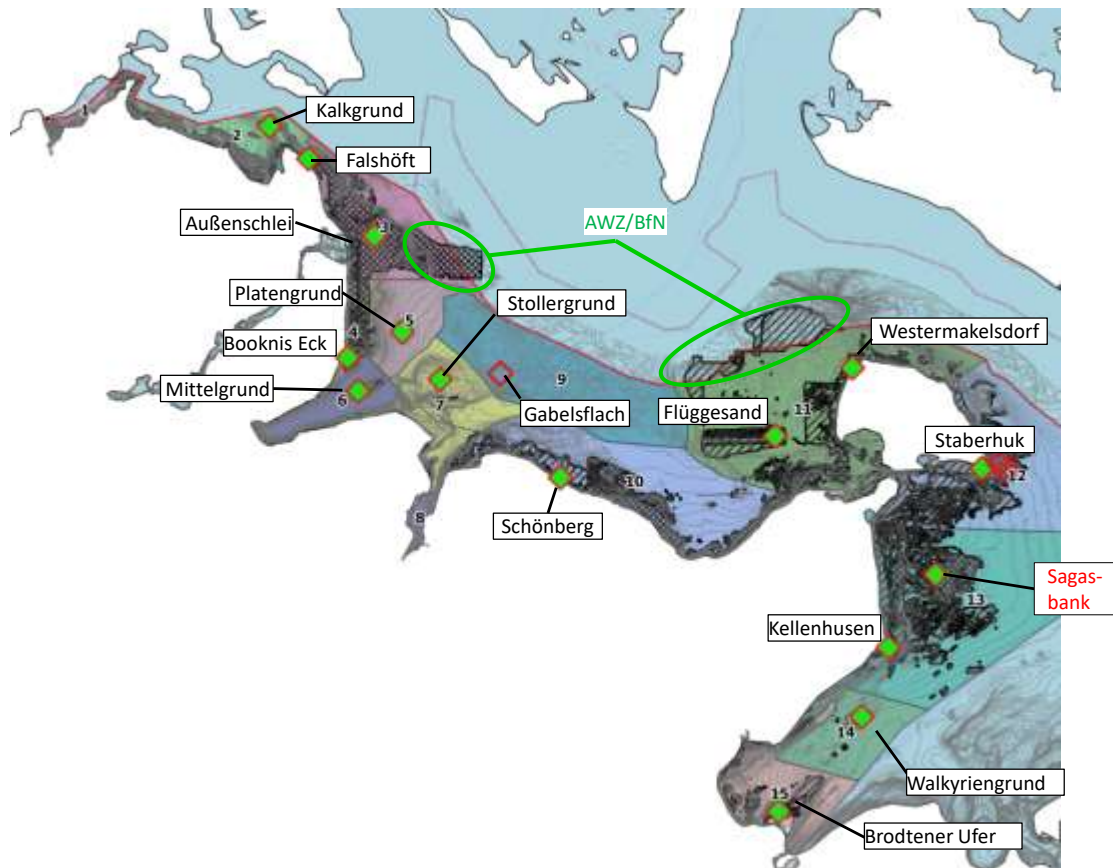 1
Kalkgrund
2
Falshöft
Außenschlei
3
AWZ/BfN
Platengrund
Stollergrund
5
Westermakelsdorf
Booknis Eck
4
Mittelgrund
6
7
9
Gabelsflach
Flüggesand
11
Staberhuk
12
10
Schönberg
8
Sagas-
bank
13
Kellenhusen
14
Walkyriengrund
15
Brodtener Ufer